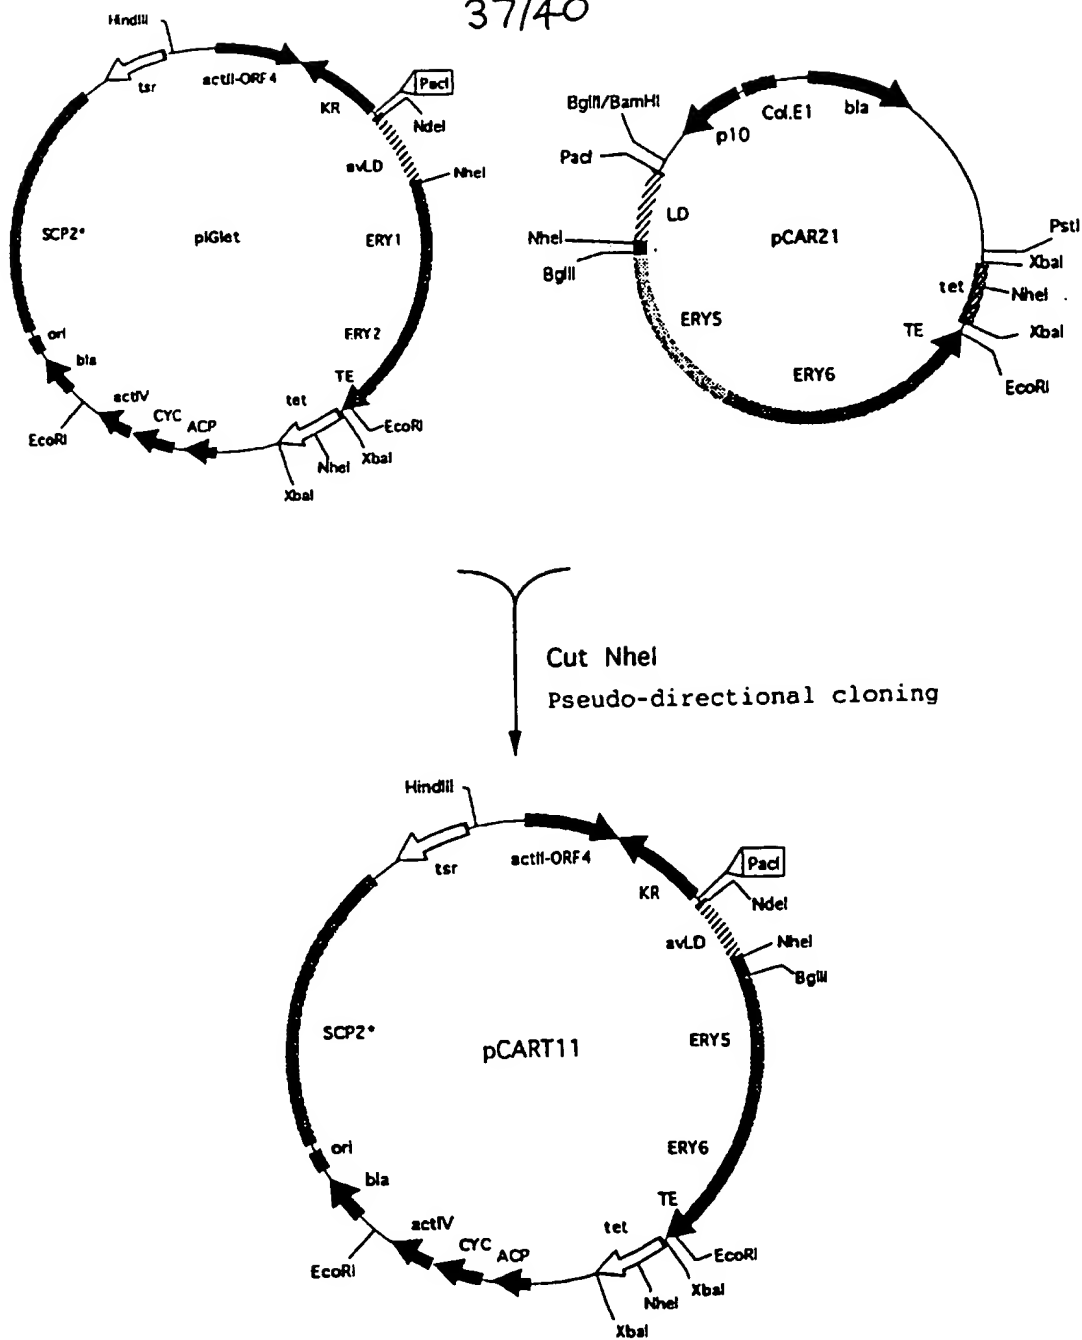 37/40
HindIII
tsr
actII-ORF4
KR
PacI
NdeI
avLD
NheI
SCP2*
pIGlet
ERY1
ERY2
TE
ori
bla
EcoRI
actIV
CYC
ACP
tet
EcoRI
XbaI
NheI
XbaI
BglII/BamHI
PacI
p10
Col.E1
bla
LD
NheI
BglII
pCAR21
PstI
XbaI
tet
NheI
XbaI
TE
EcoRI
ERY5
ERY6
Cut NheI
Pseudo-directional cloning
HindIII
tsr
actII-ORF4
KR
PacI
NdeI
avLD
NheI
BglII
SCP2*
pCART11
ERY5
ERY6
TE
ori
bla
EcoRI
actIV
CYC
ACP
tet
EcoRI
XbaI
NheI
XbaI